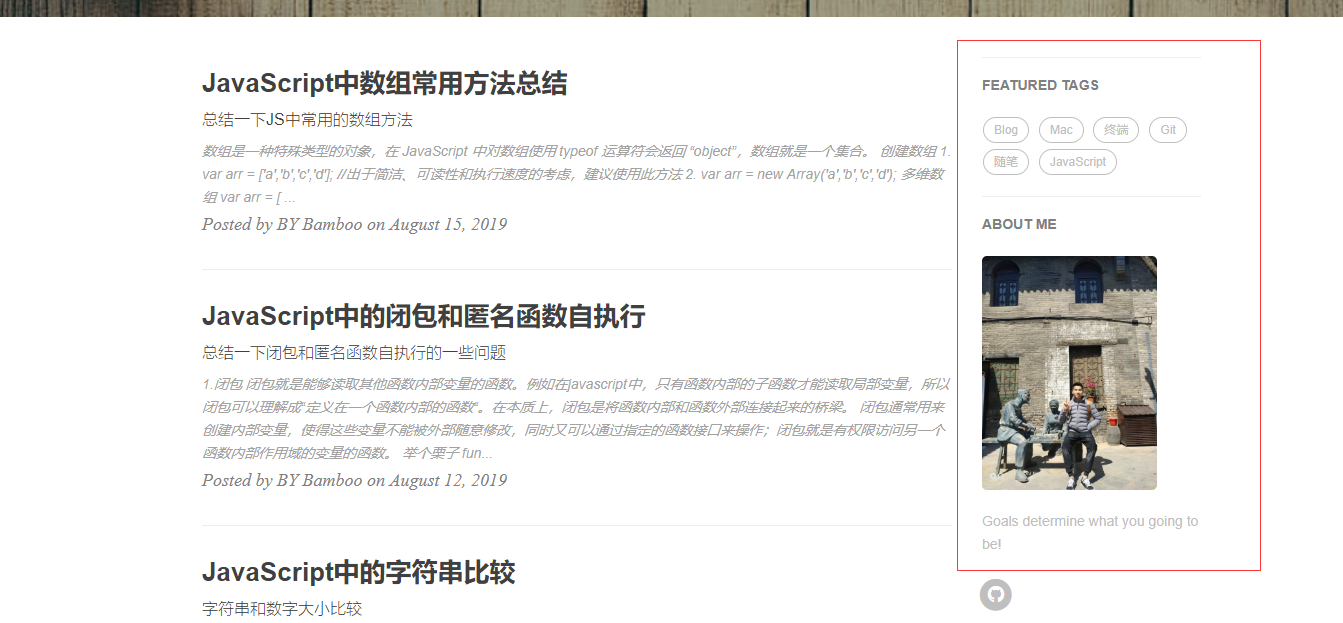 JavaScript中数组常用方法总结
总结一下JS中常用的数组方法
数组是一种特殊类型的对象，在 JavaScript 中对数组使用 typeof 运算符会返回 “object”，数组就是一个集合。 创建数组 1.
var arr = ['a','b','c','d']; //出于简洁、可读性和执行速度的考虑，建议使用此方法 2. var arr = new Array('a','b','c','d'); 多维数
组 var arr = [ ...
Posted by BY Bamboo on August 15, 2019
JavaScript中的闭包和匿名函数自执行
总结一下闭包和匿名函数自执行的一些问题
1.闭包 闭包就是能够读取其他函数内部变量的函数。例如在javascript中，只有函数内部的子函数才能读取局部变量，所以
闭包可以理解成“定义在一个函数内部的函数“。在本质上，闭包是将函数内部和函数外部连接起来的桥梁。 闭包通常用来
创建内部变量，使得这些变量不能被外部随意修改，同时又可以通过指定的函数接口来操作；闭包就是有权限访问另一个
函数内部作用域的变量的函数。 举个栗子 fun...
Posted by BY Bamboo on August 12, 2019
JavaScript中的字符串比较
字符串和数字大小比较
FEATURED TAGS
Blog Mac 终端 Git
随笔 JavaScript
ABOUT ME
Goals determine what you going to
be!